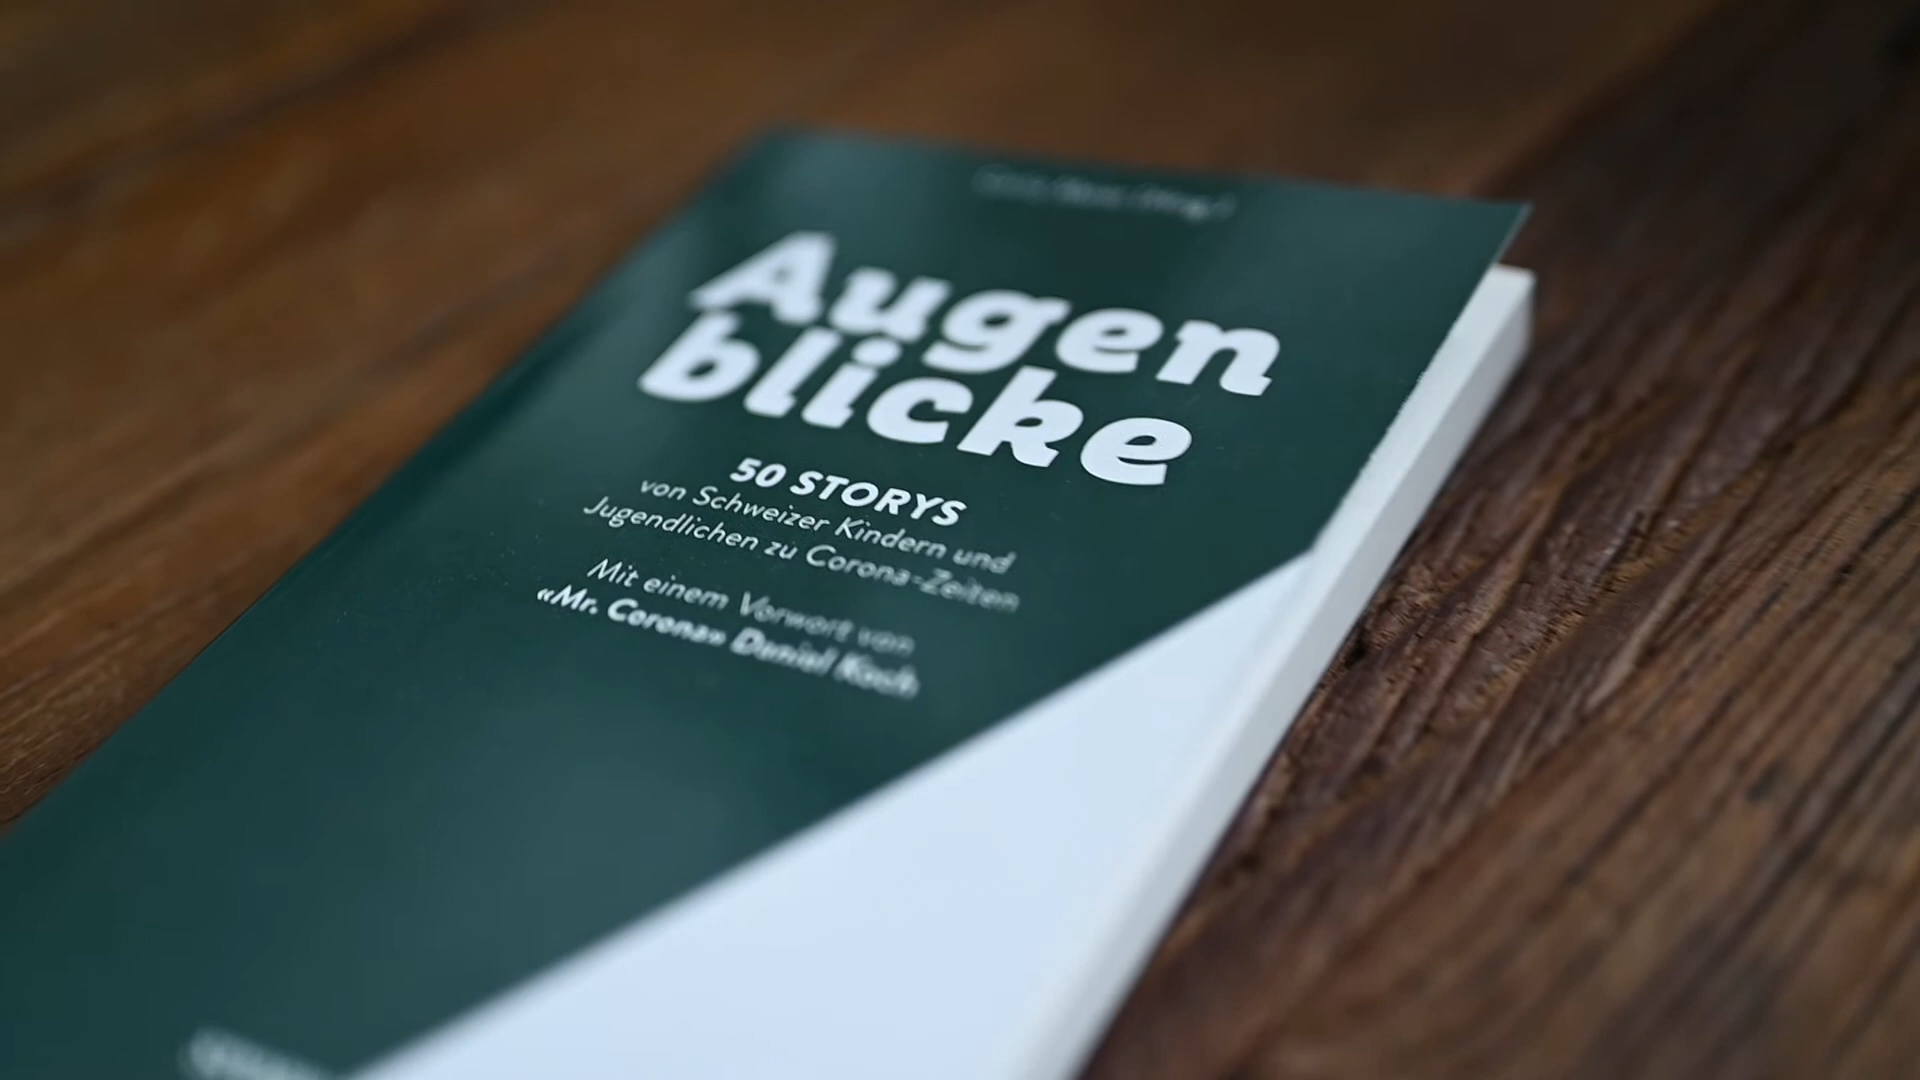 Augen
blicke
50 STORYS
von Schweizer Kindern und
Jugendlichen zu Corona-Zeiten
Mit einem Vorwort von
«Mr. Corona» Daniel Koch